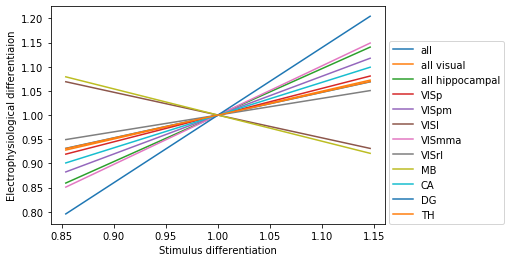 1.20
1.15
1.10
1.05
1.00
0.95
0.90
0.85
0.80
Electrophysiological differentiaion
0.85 0.90 0.95 1.00 1.05 1.10 1.15
Stimulus differentiation
all
all visual
all hippocampal
VISp
VISpm
VISl
VISmma
VISrl
MB
CA
DG
TH